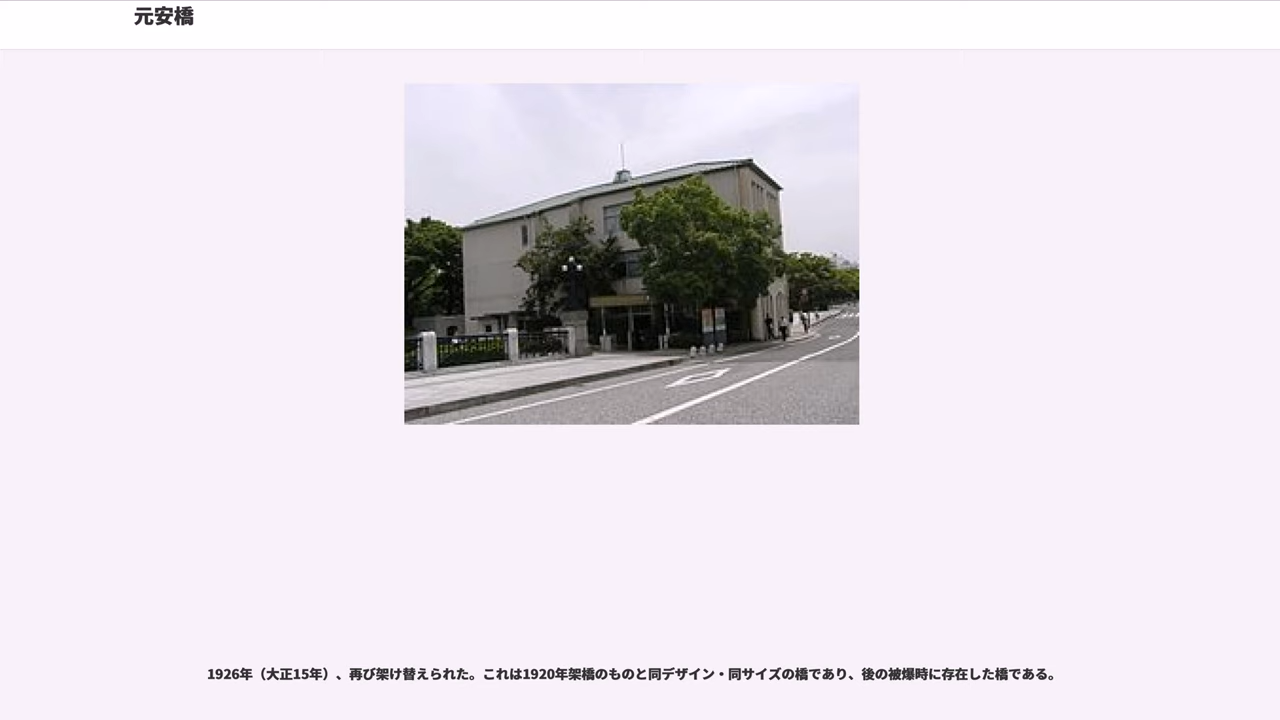 元安橋
1926年（大正15年）、再び架け替えられた。これは1920年架橋のものと同デザイン・同サイズの橋であり、後の被爆時に存在した橋である。